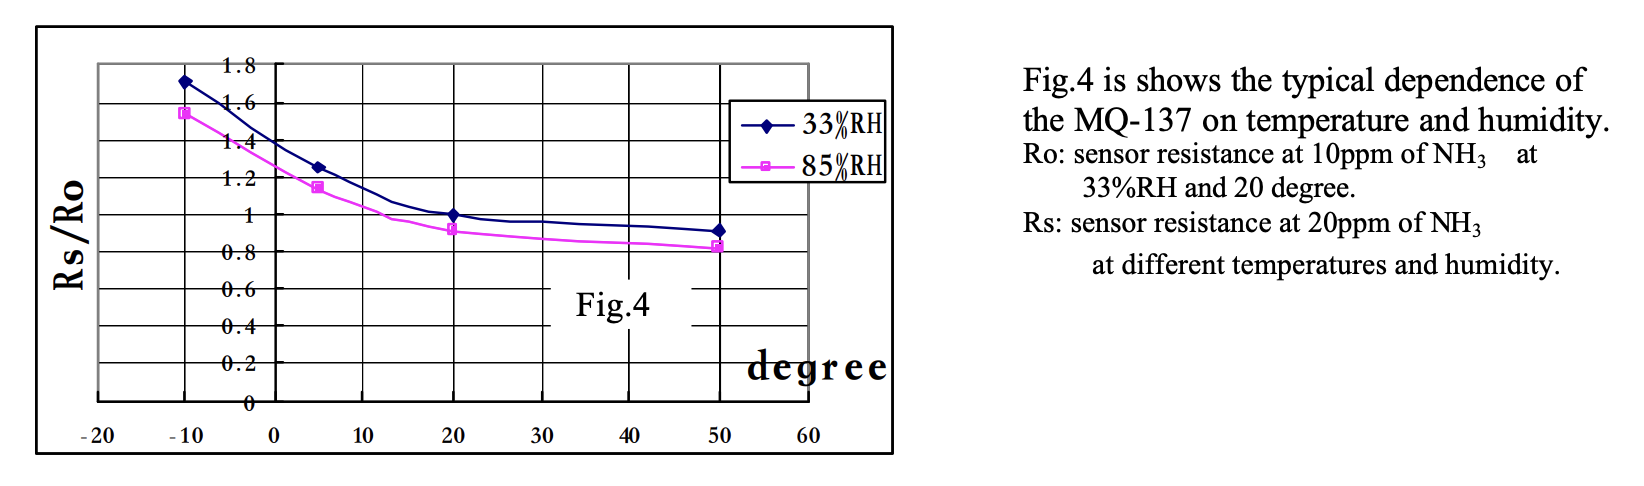 1.8
1.6
1.4
1.2
1
0.8
0.6
0.4
0.2
0
Rs/Ro
-20 -10 0 10 20 30 40 50 60
degree
Fig.4
33%RH
85%RH
Fig.4 is shows the typical dependence of
the MQ-137 on temperature and humidity.
Ro: sensor resistance at 10ppm of NH3 at
33%RH and 20 degree.
Rs: sensor resistance at 20ppm of NH3
at different temperatures and humidity.